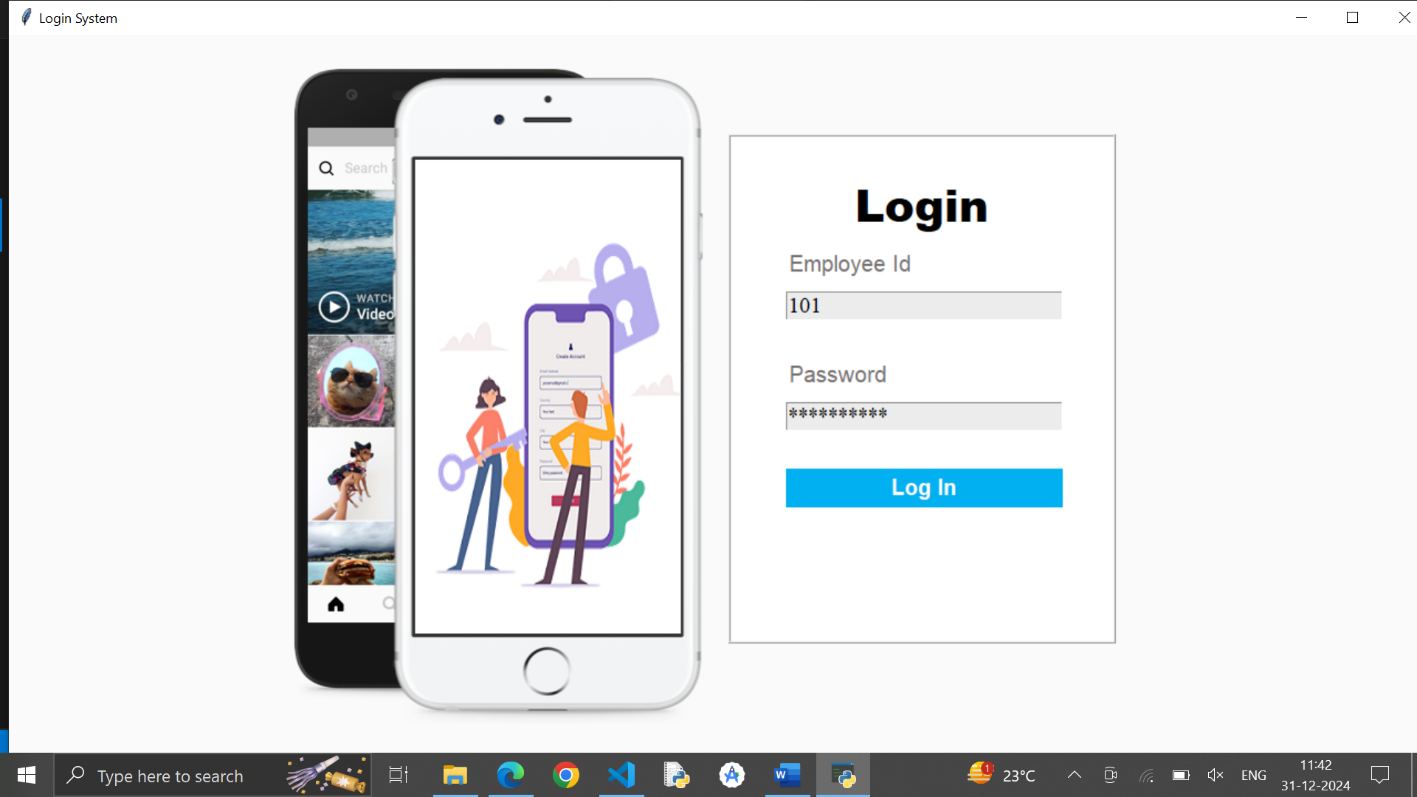 Login System
Search
WATCH
Video
Create Account
Login
Employee Id
101
Password
**********
Log In
Type here to search
1
23°C
ENG
11:42
31-12-2024